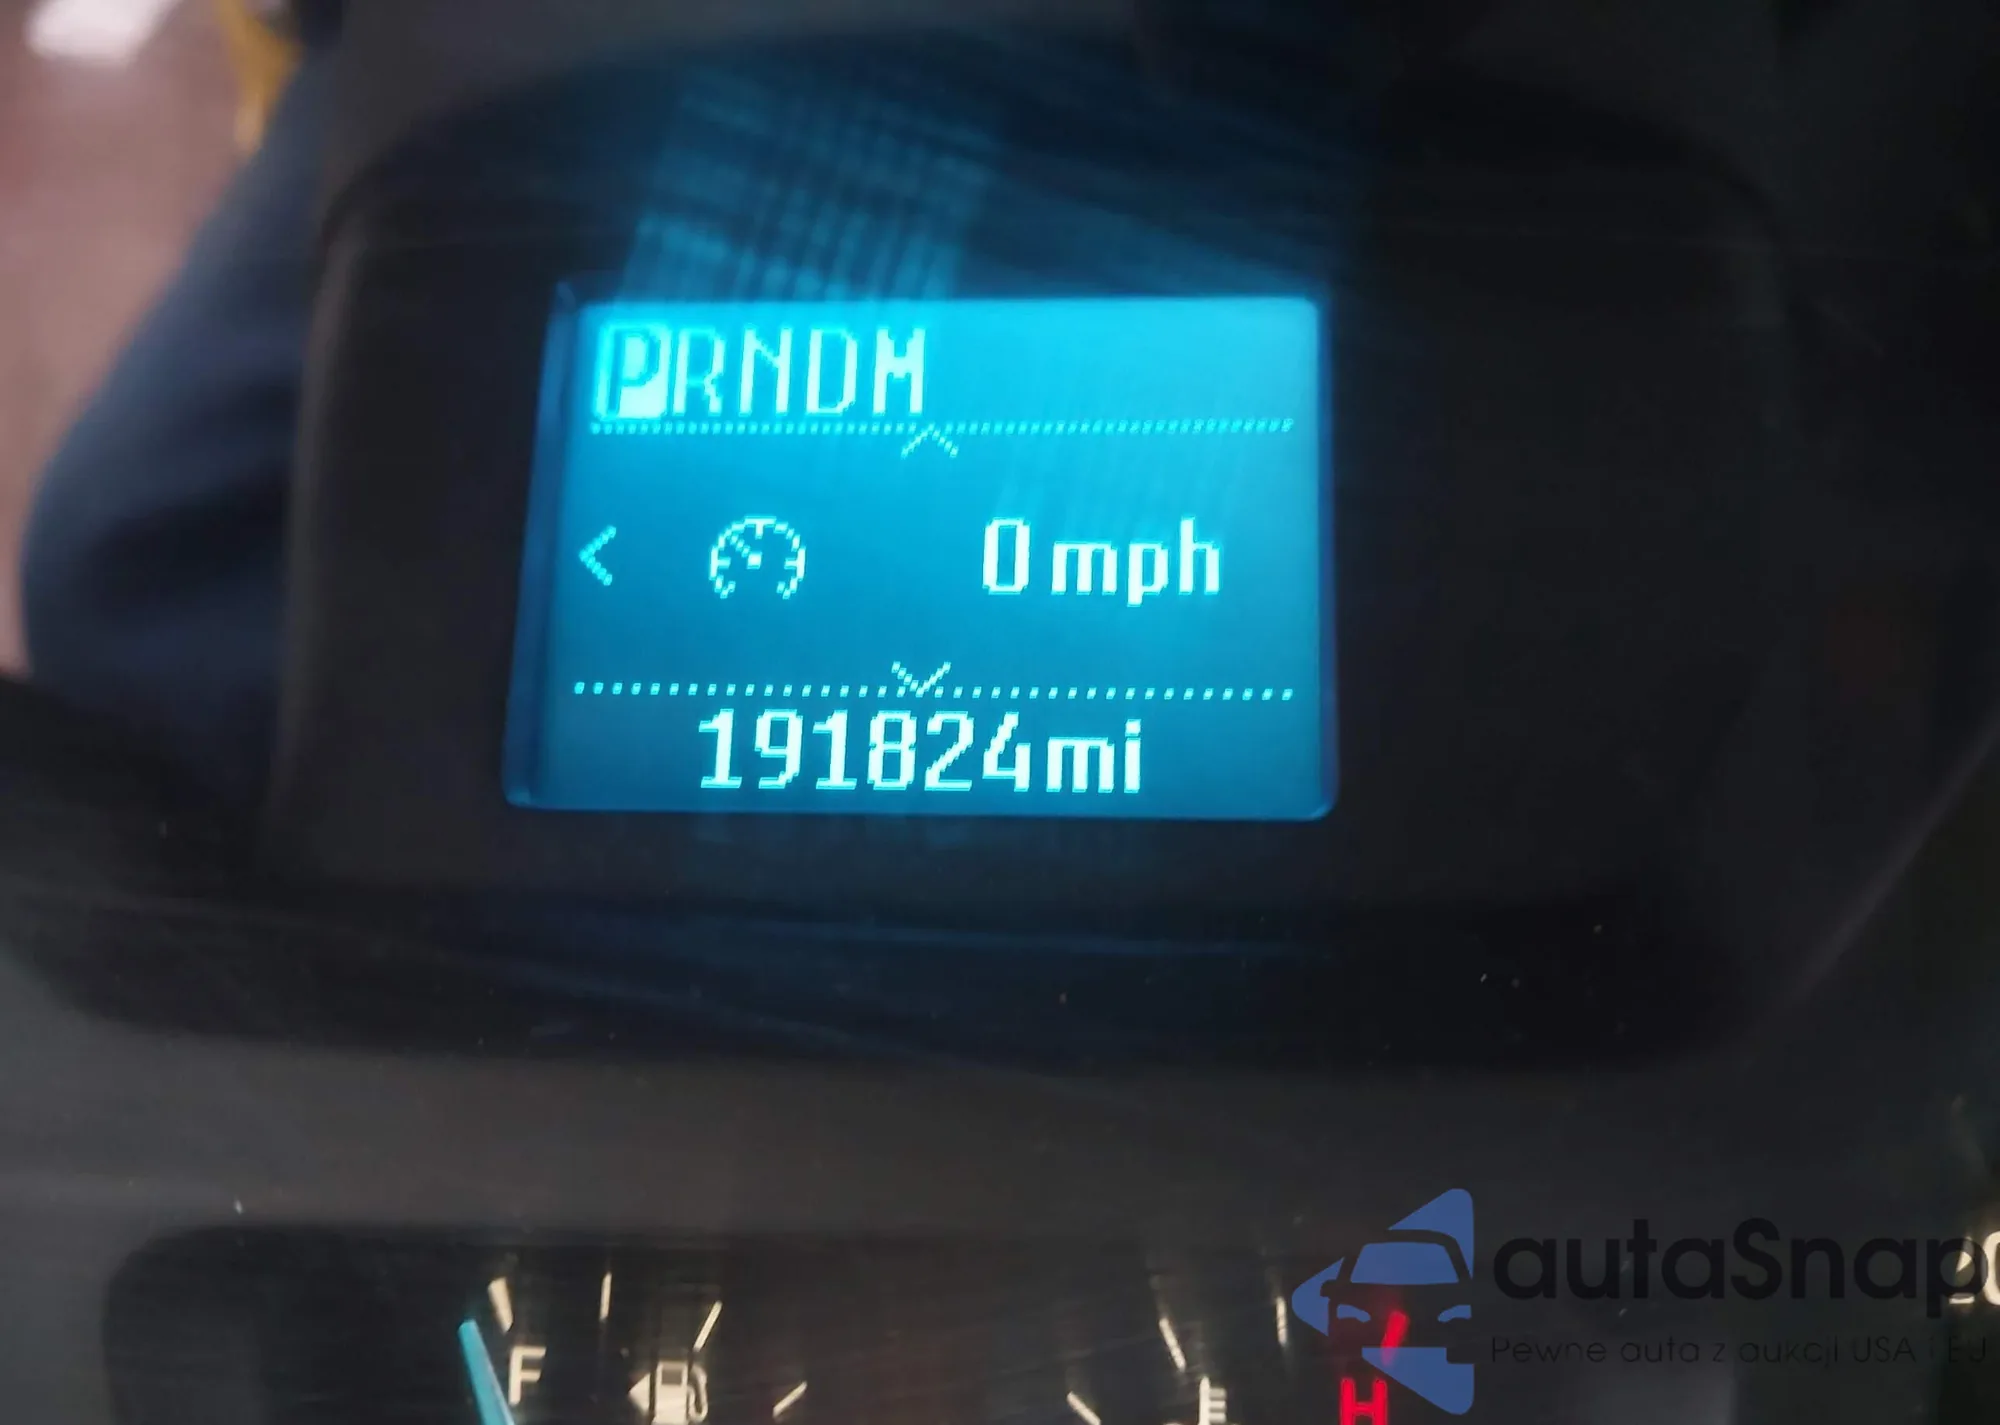 PRNDM
0 mph
191824mi
autaSnap
Pewne auta z aukcji USA i EU
F
H